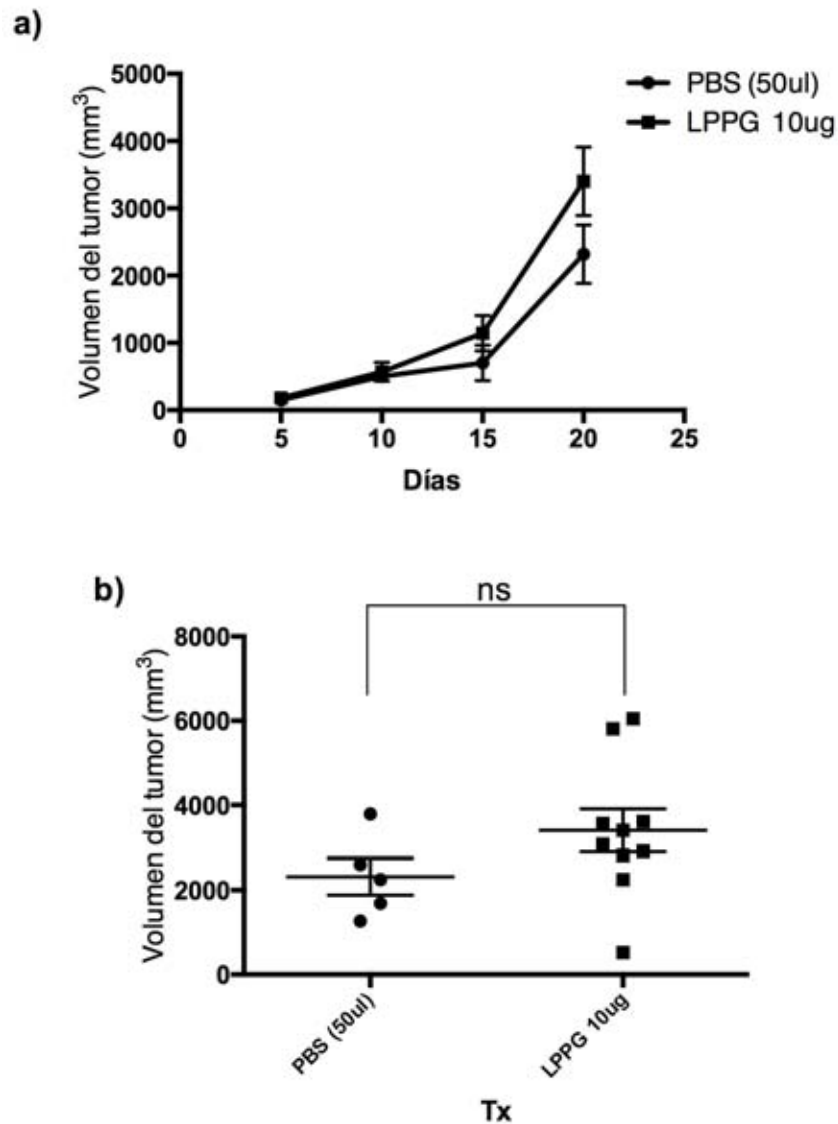 a)
Volumen del tumor (mm³)
5000
4000
3000
2000
1000
0
0 5 10 15 20 25
Días
PBS (50ul)
LPPG 10ug
b)
ns
Volumen del tumor (mm³)
8000
6000
4000
2000
0
PBS (50ul)
LPPG 10ug
Tx